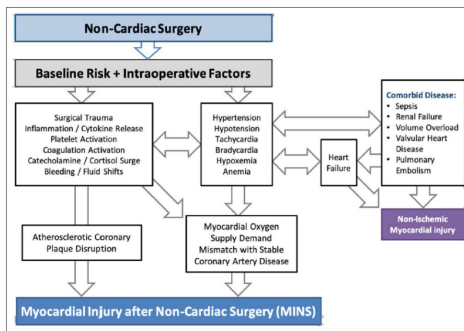 Non-Cardiac Surgery
Baseline Risk + Intraoperative Factors
Surgical Trauma
Inflammation / Cytokine Release
Platelet Activation
Coagulation Activation
Catecholamine / Cortisol Surge
Bleeding / Fluid Shifts
Hypertension
Hypotension
Tachycardia
Bradycardia
Hypoxemia
Anemia
Heart
Failure
Comorbid Disease:
• Sepsis
• Renal Failure
• Volume Overload
• Valvular Heart
Disease
• Pulmonary
Embolism
Non-Ischemic
Myocardial injury
Atherosclerotic Coronary
Plaque Disruption
Myocardial Oxygen
Supply Demand
Mismatch with Stable
Coronary Artery Disease
Myocardial Injury after Non-Cardiac Surgery (MINS)